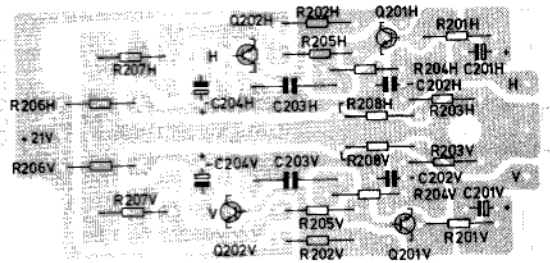 Q202H R202H Q201H
R201H
R205H
H
R207H
R204H C201H
C202H H
C204H C203H
R206H
R208H R203H
+21V
R206V
C204V C203V R208V R203V
C202V V
R204V C201V
R207V
V
R205V
R201V
Q202V R202V Q201V